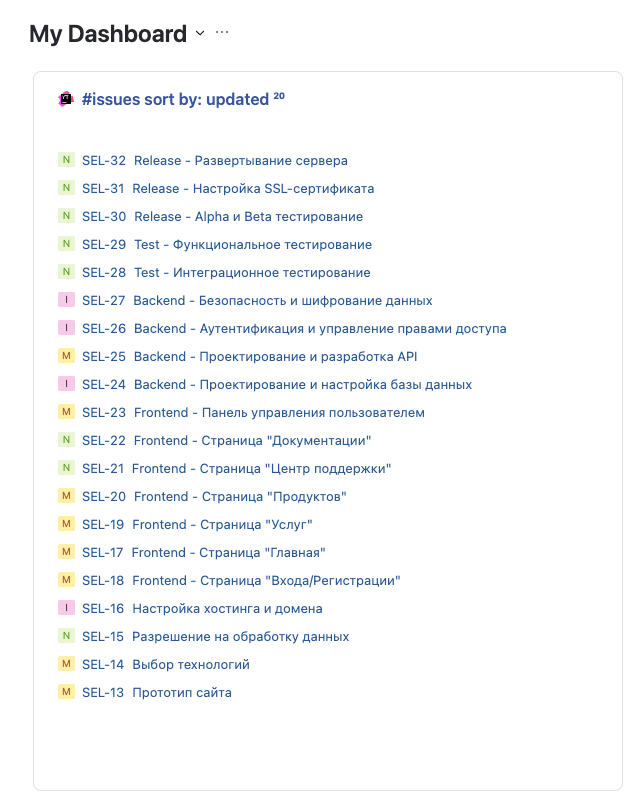 My Dashboard ...
#issues sort by: updated 20
N SEL-32 Release - Развертывание сервера
N SEL-31 Release - Настройка SSL-сертификата
N SEL-30 Release - Alpha и Beta тестирование
N SEL-29 Test - Функциональное тестирование
N SEL-28 Test - Интеграционное тестирование
I SEL-27 Backend - Безопасность и шифрование данных
I SEL-26 Backend - Аутентификация и управление правами доступа
M SEL-25 Backend - Проектирование и разработка API
I SEL-24 Backend - Проектирование и настройка базы данных
M SEL-23 Frontend - Панель управления пользователем
N SEL-22 Frontend - Страница "Документации"
N SEL-21 Frontend - Страница "Центр поддержки"
M SEL-20 Frontend - Страница "Продуктов"
M SEL-19 Frontend - Страница "Услуг"
M SEL-17 Frontend - Страница "Главная"
M SEL-18 Frontend - Страница "Входа/Регистрации"
I SEL-16 Настройка хостинга и домена
N SEL-15 Разрешение на обработку данных
M SEL-14 Выбор технологий
M SEL-13 Прототип сайта